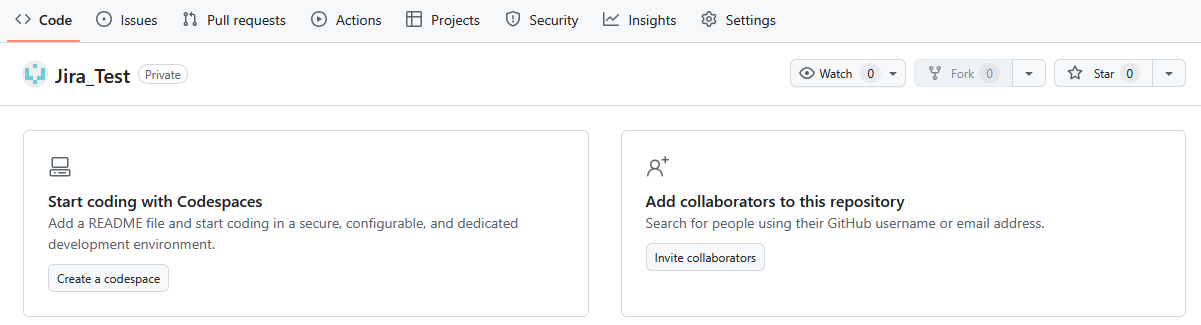 Code Issues Pull requests Actions Projects Security Insights Settings
Jira_Test Private Watch 0 Fork 0 Star 0
Start coding with Codespaces
Add a README file and start coding in a secure, configurable, and dedicated
development environment.
Create a codespace
Add collaborators to this repository
Search for people using their GitHub username or email address.
Invite collaborators